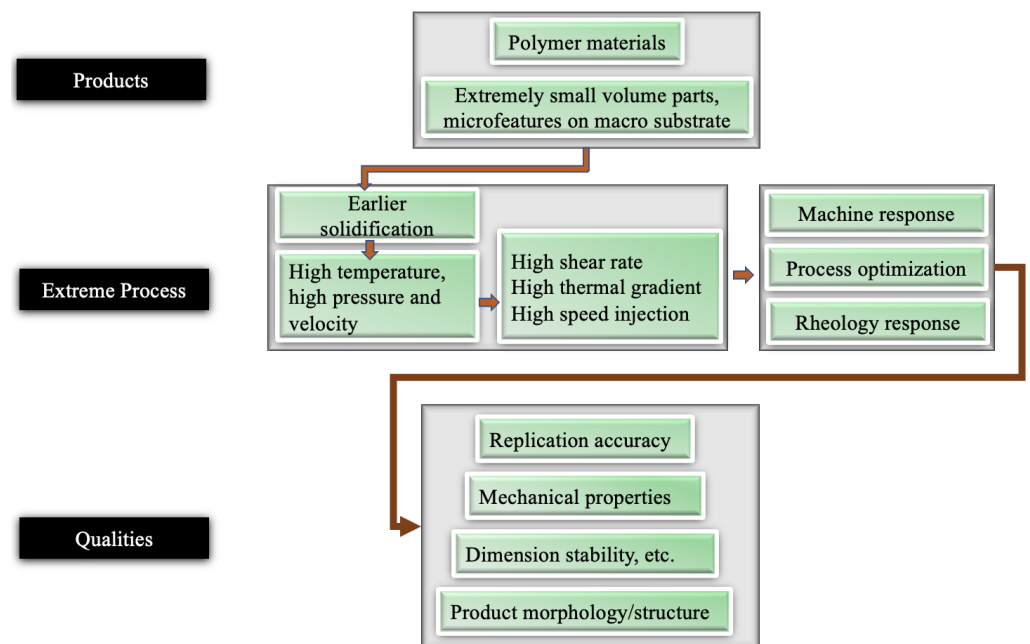 Products
Polymer materials
Extremely small volume parts,
microfeatures on macro substrate
Extreme Process
Earlier
solidification
High temperature,
high pressure and
velocity
High shear rate
High thermal gradient
High speed injection
Machine response
Process optimization
Rheology response
Qualities
Replication accuracy
Mechanical properties
Dimension stability, etc.
Product morphology/structure